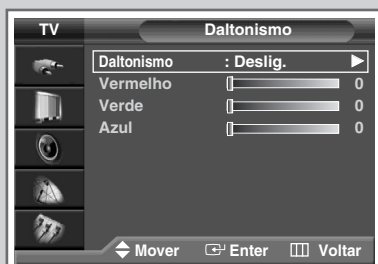 TV Daltonismo
Daltonismo : Deslig.
Vermelho 0
Verde 0
Azul 0
Mover Enter Voltar